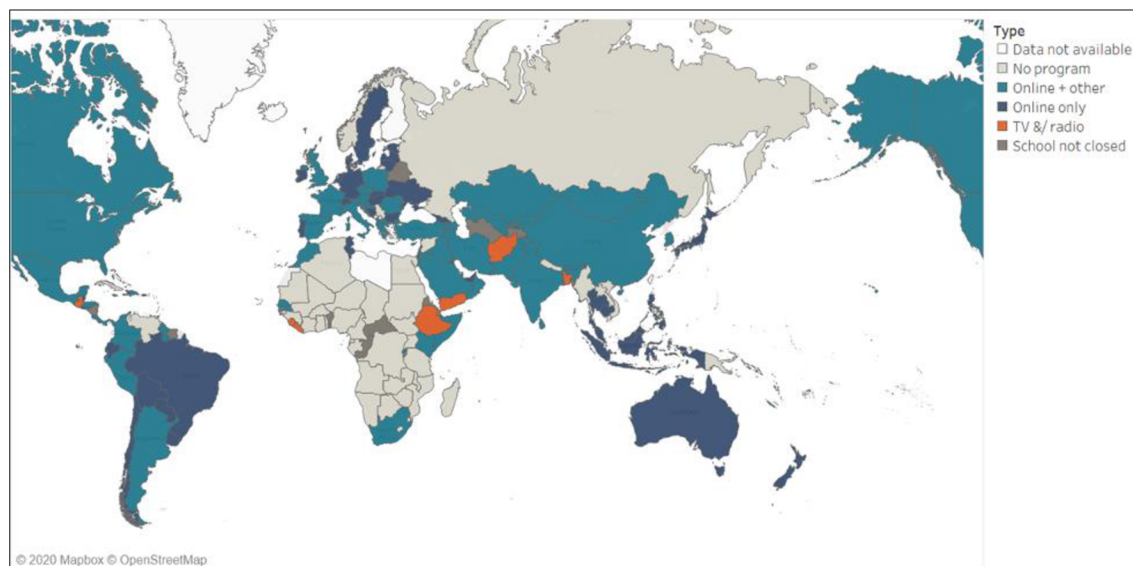 Type
Data not available
No program
Online + other
Online only
TV &/ radio
School not closed
© 2020 Mapbox © OpenStreetMap